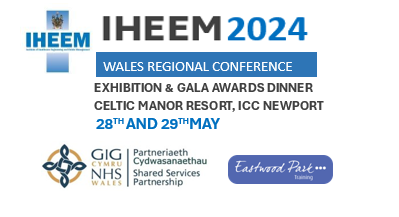 IHEEM
IHEEM 2024
WALES REGIONAL CONFERENCE
EXHIBITION & GALA AWARDS DINNER
CELTIC MANOR RESORT, ICC NEWPORT
28TH AND 29TH MAY
GIG
CYMRU
NHS
WALES
Partneriaeth
Cydwasanaethau
Shared Services
Partnership
Eastwood Park
Training